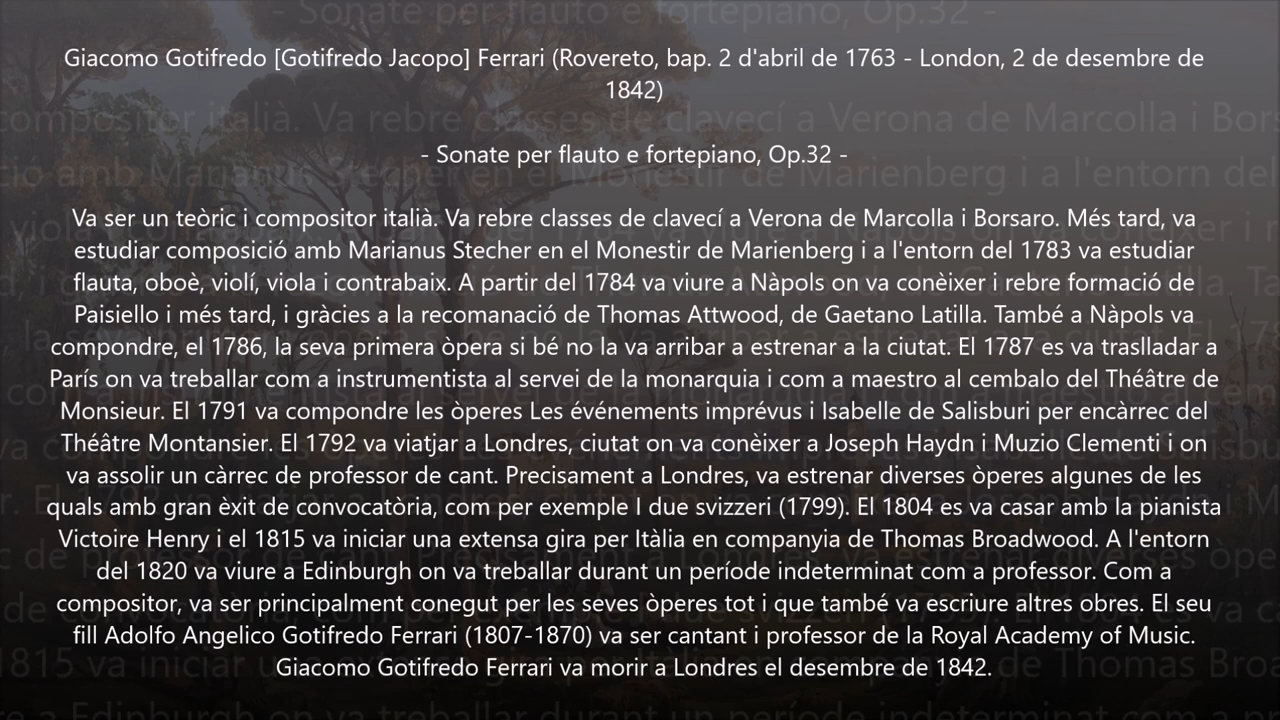 Giacomo Gotifredo [Gotifredo Jacopo] Ferrari (Rovereto, bap. 2 d'abril de 1763 - London, 2 de desembre de
1842)
- Sonate per flauto e fortepiano, Op.32 -
Va ser un teòric i compositor italià. Va rebre classes de clavecí a Verona de Marcolla i Borsaro. Més tard, va
estudiar composició amb Marianus Stecher en el Monestir de Marienberg i a l'entorn del 1783 va estudiar
flauta, oboè, violí, viola i contrabaix. A partir del 1784 va viure a Nàpols on va conèixer i rebre formació de
Paisiello i més tard, i gràcies a la recomanació de Thomas Attwood, de Gaetano Latilla. També a Nàpols va
compondre, el 1786, la seva primera òpera si bé no la va arribar a estrenar a la ciutat. El 1787 es va traslladar a
París on va treballar com a instrumentista al servei de la monarquia i com a maestro al cembalo del Théâtre de
Monsieur. El 1791 va compondre les òperes Les événements imprévus i Isabelle de Salisburi per encàrrec del
Théâtre Montansier. El 1792 va viatjar a Londres, ciutat on va conèixer a Joseph Haydn i Muzio Clementi i on
va assolir un càrrec de professor de cant. Precisament a Londres, va estrenar diverses òperes algunes de les
quals amb gran èxit de convocatòria, com per exemple I due svizzeri (1799). El 1804 es va casar amb la pianista
Victoire Henry i el 1815 va iniciar una extensa gira per Itàlia en companyia de Thomas Broadwood. A l'entorn
del 1820 va viure a Edinburgh on va treballar durant un període indeterminat com a professor. Com a
compositor, va ser principalment conegut per les seves òperes tot i que també va escriure altres obres. El seu
fill Adolfo Angelico Gotifredo Ferrari (1807-1870) va ser cantant i professor de la Royal Academy of Music.
Giacomo Gotifredo Ferrari va morir a Londres el desembre de 1842.